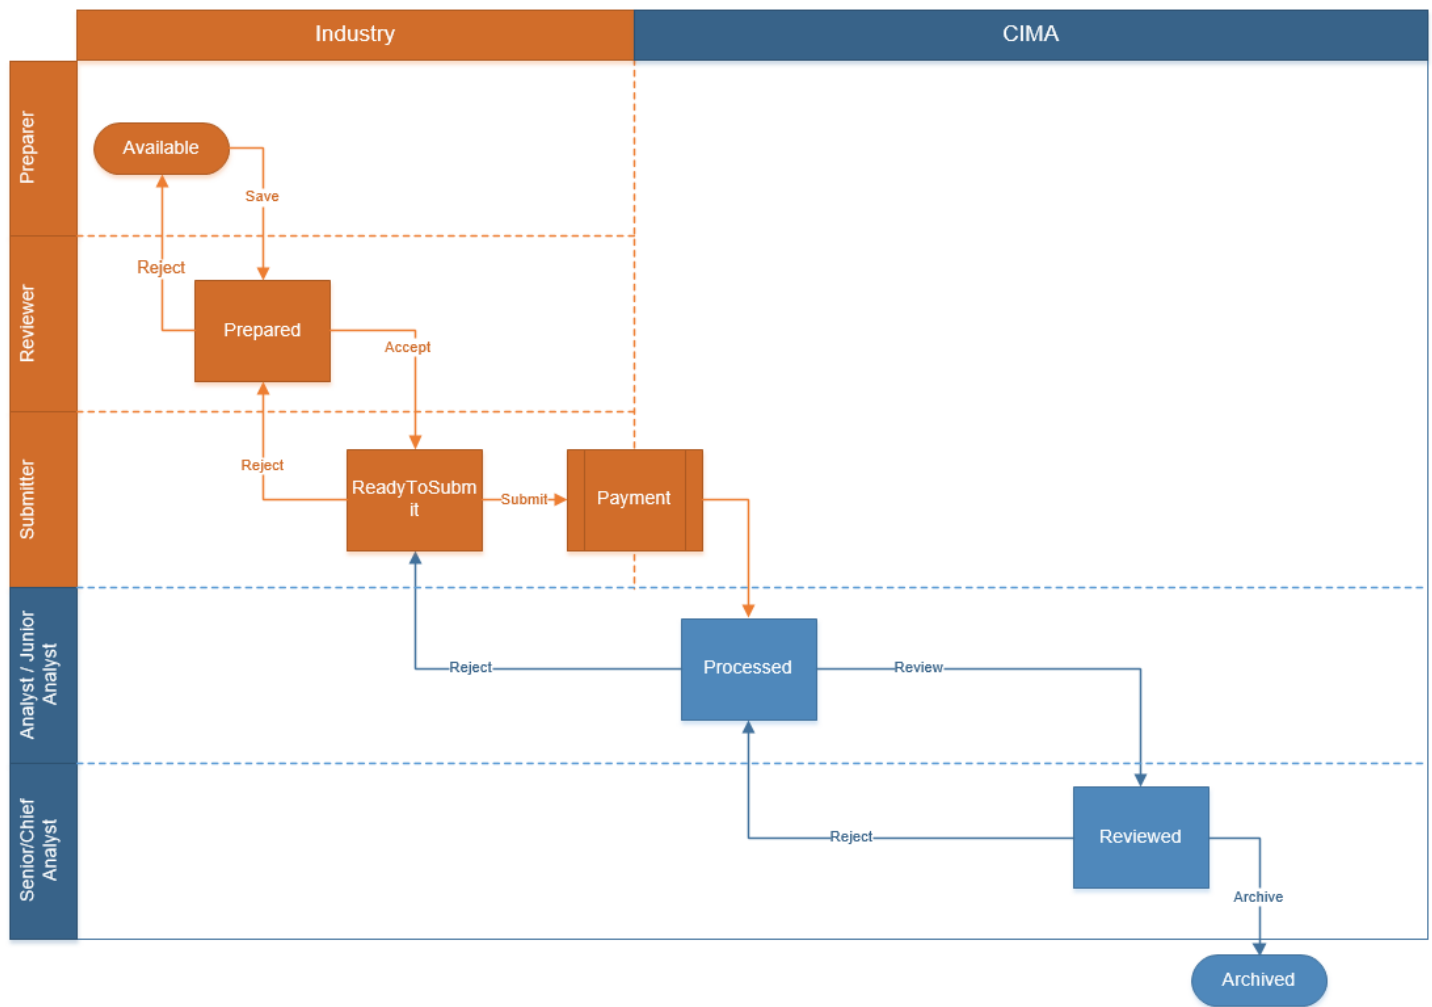 Industry
CIMA
Preparer
Available
Save
Reject
Reviewer
Prepared
Accept
Submitter
Reject
ReadyToSubm
it
Submit
Payment
Analyst / Junior
Analyst
Reject
Processed
Review
Senior/Chief
Analyst
Reject
Reviewed
Archive
Archived